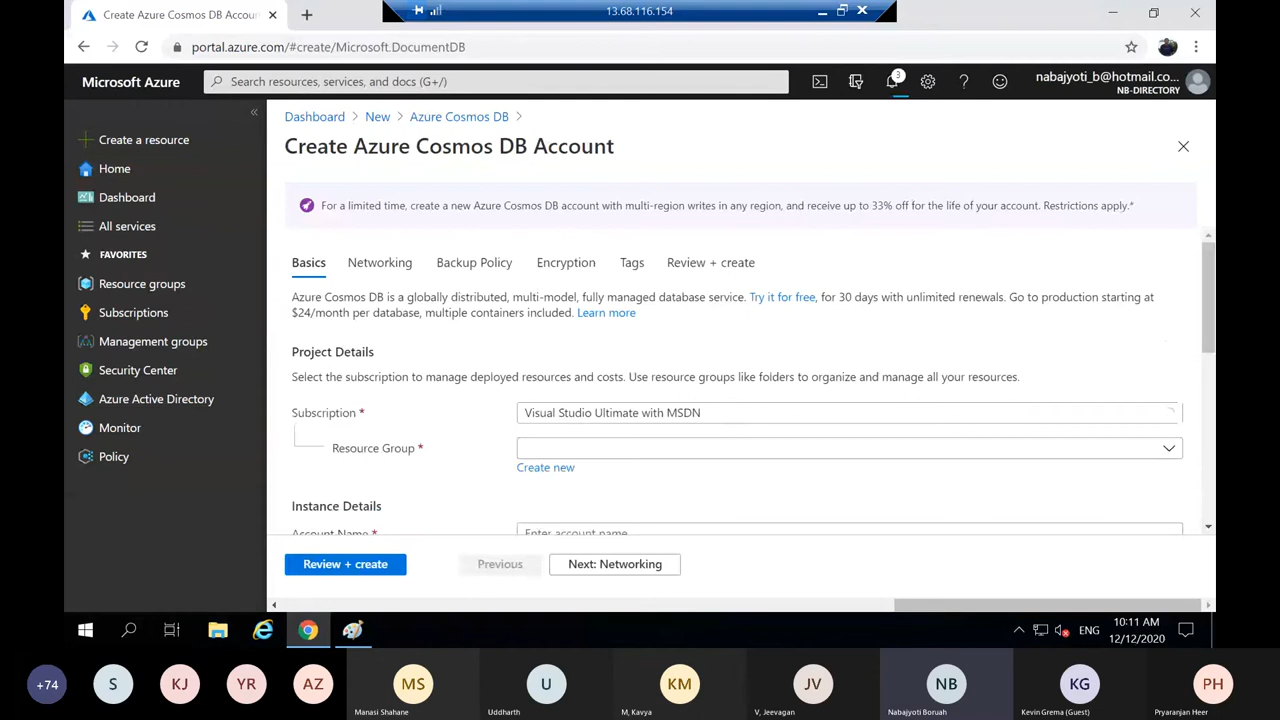 Create Azure Cosmos DB Accoun
13.68.116.154
portal.azure.com/#create/Microsoft.DocumentDB
Microsoft Azure
Search resources, services, and docs (G+/)
3
nabajyoti_b@hotmail.co...
NB-DIRECTORY
«
Create a resource
Home
Dashboard
All services
FAVORITES
Resource groups
Subscriptions
Management groups
Security Center
Azure Active Directory
Monitor
Policy
Dashboard > New > Azure Cosmos DB >
Create Azure Cosmos DB Account
For a limited time, create a new Azure Cosmos DB account with multi-region writes in any region, and receive up to 33% off for the life of your account. Restrictions apply.*
Basics Networking Backup Policy Encryption Tags Review + create
Azure Cosmos DB is a globally distributed, multi-model, fully managed database service. Try it for free, for 30 days with unlimited renewals. Go to production starting at
$24/month per database, multiple containers included. Learn more
Project Details
Select the subscription to manage deployed resources and costs. Use resource groups like folders to organize and manage all your resources.
Subscription * Visual Studio Ultimate with MSDN
Resource Group *
Create new
Instance Details
Account Name * Enter account name
Review + create Previous Next: Networking
ENG
10:11 AM
12/12/2020
+74 S KJ YR AZ MS U KM JV NB KG PH
Manasi Shahane Uddharth M, Kavya V, Jeevagan Nabajyoti Boruah Kevin Grema (Guest) Pryaranjan Heer